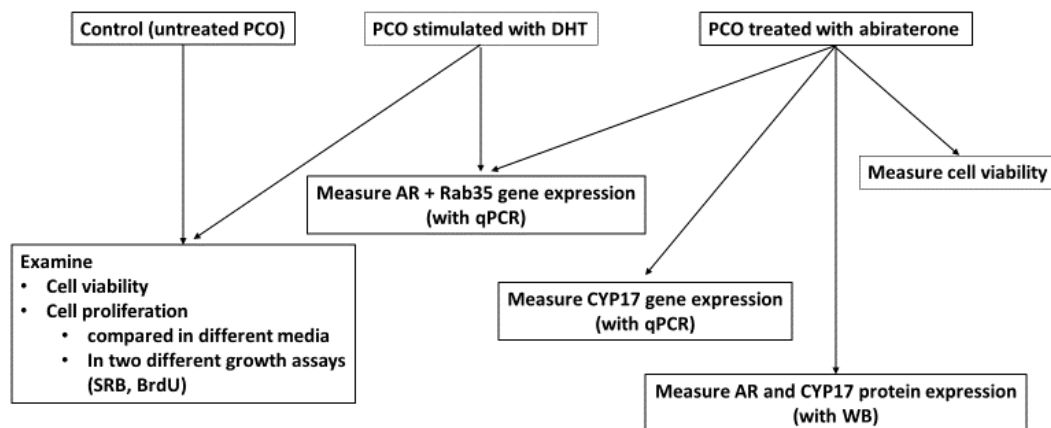 Control (untreated PCO)
PCO stimulated with DHT
PCO treated with abiraterone
Measure cell viability
Measure AR + Rab35 gene expression
(with qPCR)
Examine
• Cell viability
• Cell proliferation
• compared in different media
• In two different growth assays
(SRB, BrdU)
Measure CYP17 gene expression
(with qPCR)
Measure AR and CYP17 protein expression
(with WB)